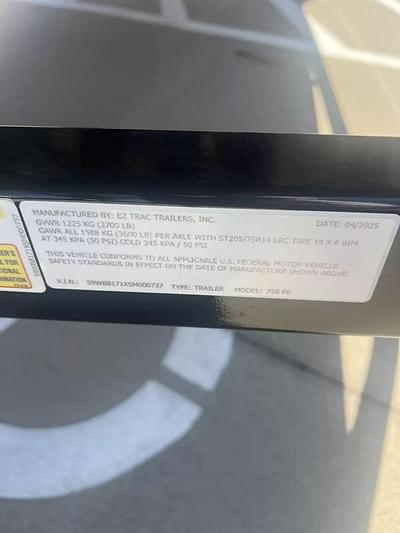 MANUFACTURED BY: EZ TRAC TRAILERS, INC. DATE: 04/2025
GVWR 1225 KG (2700 LB)
GAWR ALL 1588 KG (3500 LB) PER AXLE WITH ST205/75R14 LRC TIRE 14 X 6 RIM
AT 345 KPA (50 PSI) COLD 345 KPA / 50 PSI
THIS VEHICLE CONFORMS TO ALL APPLICABLE U.S. FEDERAL MOTOR VEHICLE
SAFETY STANDARDS IN EFFECT ON THE DATE OF MANUFACTURE SHOWN ABOVE.
V.I.N.: S9WBB171XSM000737 TYPE: TRAILER MODEL: 756 PE